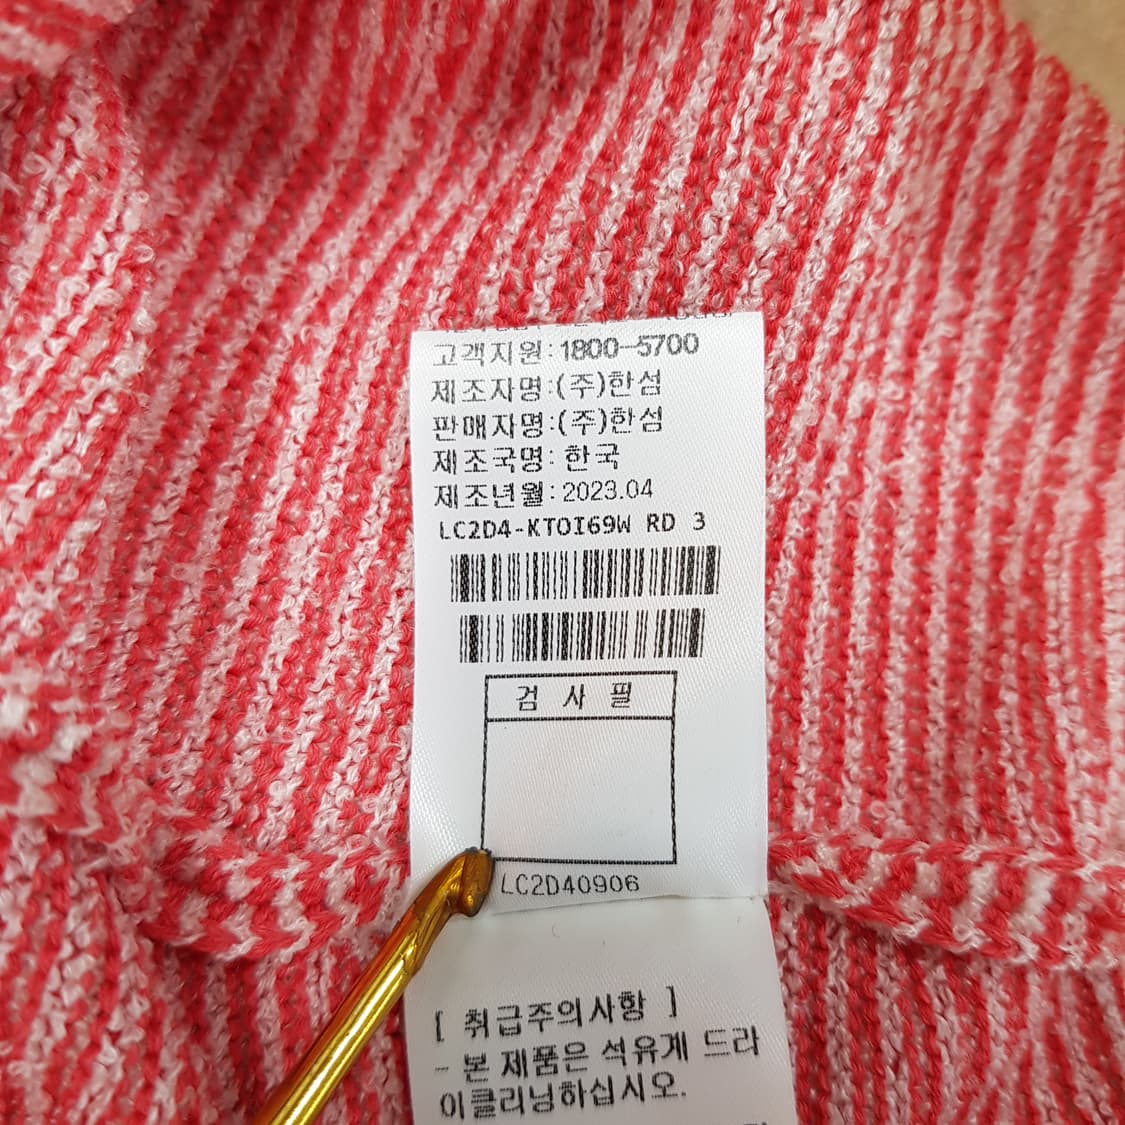 고객지원:1800-5700
제조자명:(주)한섬
판매자명:(주)한섬
제조국명:한국
제조년월:2023.04
LC2D4-KTOI69W RD 3
검 사 필
LC2D40906
[ 취급주의사항 ]
- 본 제품은 석유계 드라
이클리닝하십시오.